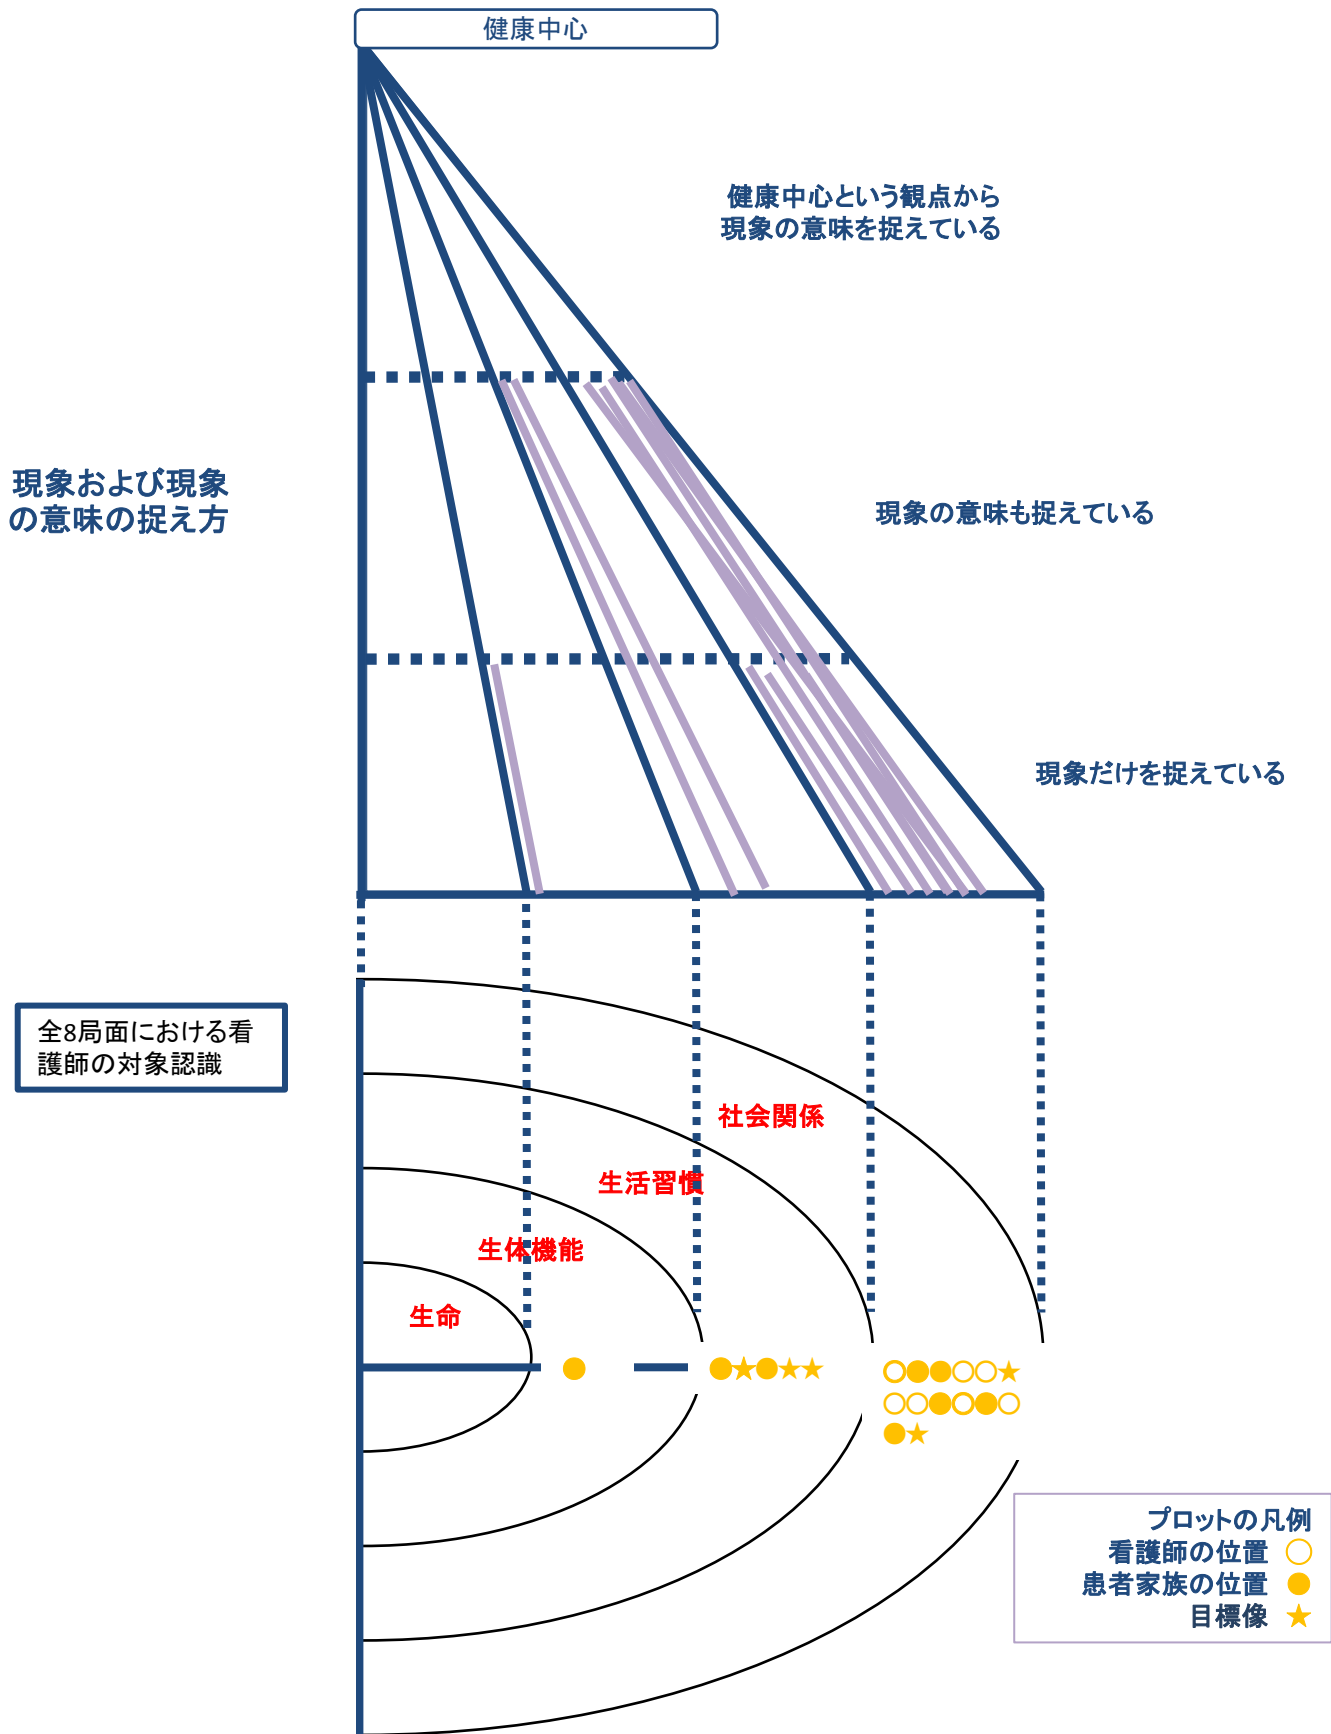 健康中心
健康中心という観点から
現象の意味を捉えている
現象および現象
の意味の捉え方
現象の意味も捉えている
現象だけを捉えている
全8局面における看
護師の対象認識
社会関係
生活習慣
生体機能
生命
プロットの凡例
看護師の位置
患者家族の位置
目標像